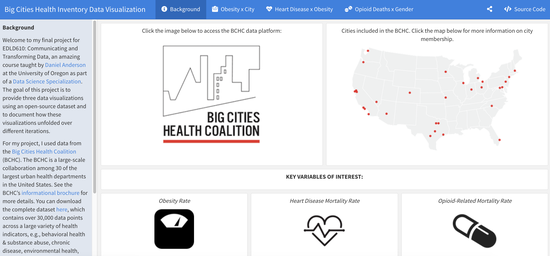 Big Cities Health Inventory Data Visualization
Background
Obesity x City
Heart Disease x Obesity
Opioid Deaths x Gender
Source Code
Background
Welcome to my final project for
EDLD610: Communicating and
Transforming Data, an amazing
course taught by Daniel Anderson
at the University of Oregon as part
of a Data Science Specialization.
The goal of this project is to
provide three data visualizations
using an open-source dataset and
to document how these
visualizations unfolded over
different iterations.
For my project, I used data from
the Big Cities Health Coalition
(BCHC). The BCHC is a large-scale
collaboration among 30 of the
largest urban health departments
in the United States. See the
BCHC's informational brochure for
more details. You can download
the complete dataset here, which
contains over 30,000 data points
across a large variety of health
indicators, e.g., behavioral health
& substance abuse, chronic
disease, environmental health,
Click the image below to access the BCHC data platform:
BIG CITIES
HEALTH COALITION
Cities included in the BCHC. Click the map below for more information on city
membership.
KEY VARIABLES OF INTEREST:
Obesity Rate
Heart Disease Mortality Rate
Opioid-Related Mortality Rate